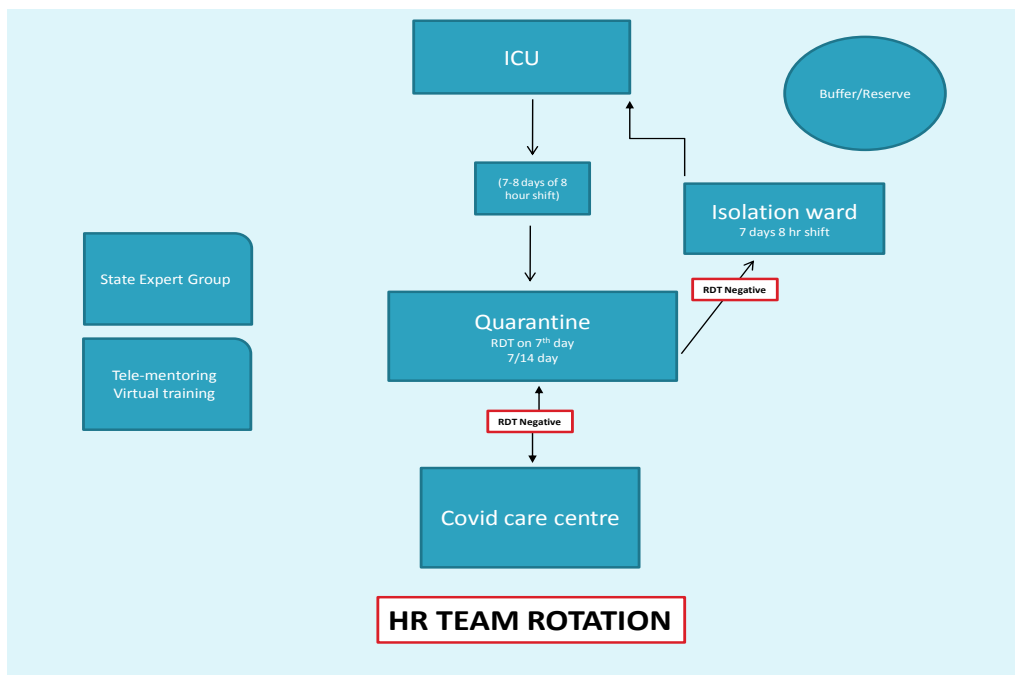 ICU
Buffer/Reserve
(7-8 days of 8
hour shift)
Isolation ward
7 days 8 hr shift
State Expert Group
RDT Negative
Quarantine
RDT on 7th day
7/14 day
Tele-mentoring
Virtual training
RDT Negative
Covid care centre
HR TEAM ROTATION